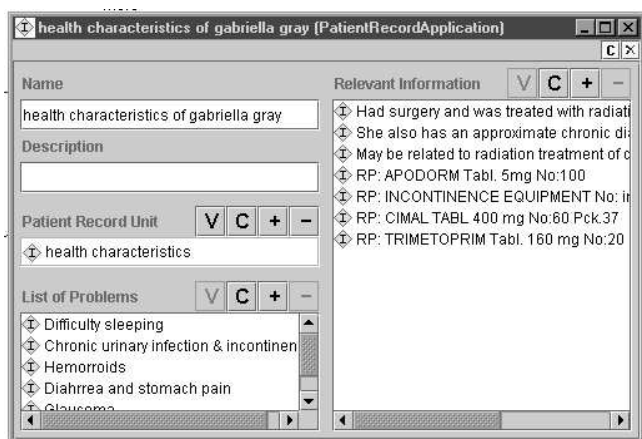 health characteristics of gabriella gray (PatientRecordApplication)
C
Name
health characteristics of gabriella gray
Description
Patient Record Unit V C + −
health characteristics
List of Problems V C + −
Difficulty sleeping
Chronic urinary infection & incontinen
Hemorroids
Diahrrea and stomach pain
Glaucoma
Relevant Information V C + −
Had surgery and was treated with radiati
She also has an approximate chronic
May be related to radiation treatment of
RP: APODORM Tabl. 5mg No:100
RP: INCONTINENCE EQUIPMENT No:
RP: CIMAL TABL 400 mg No:60 Pck.37
RP: TRIMETOPRIM Tabl. 160 mg No:20